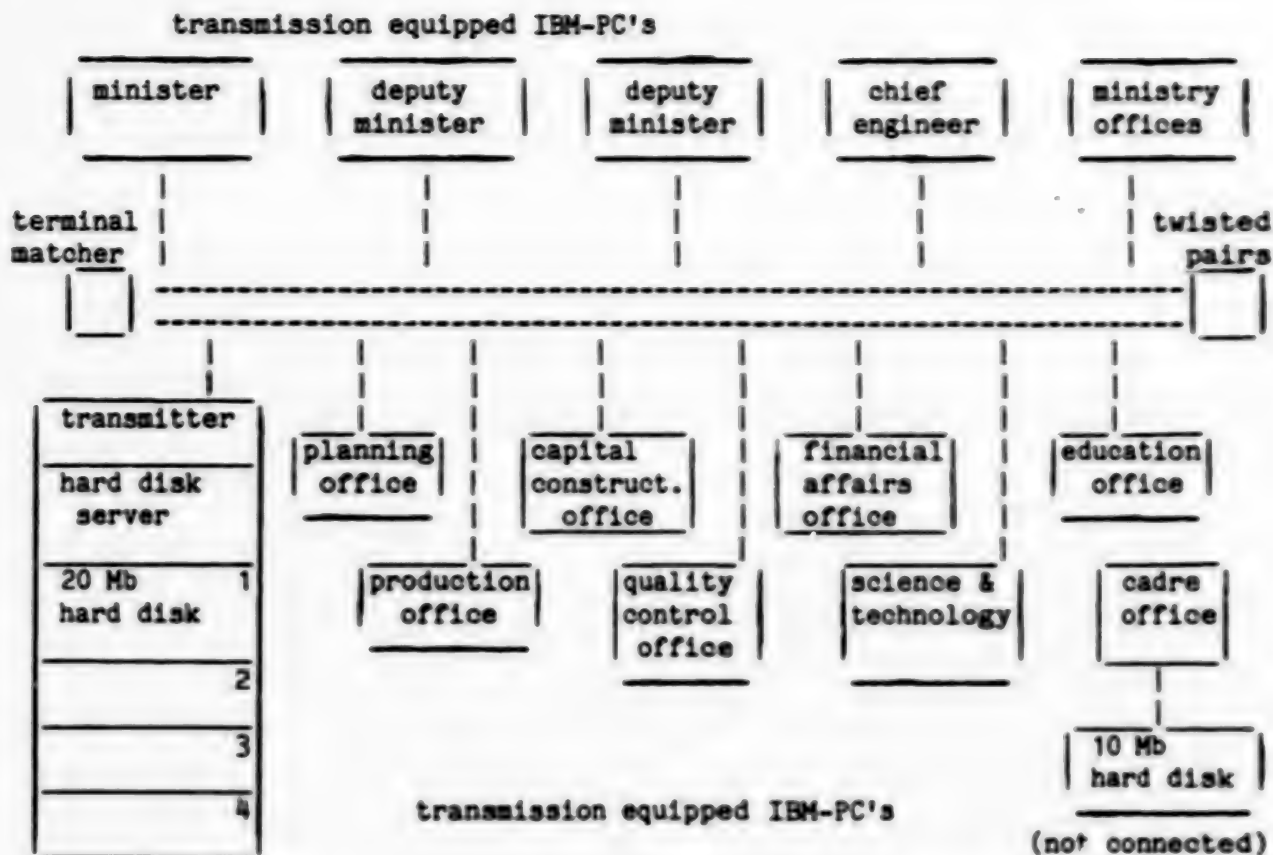 transmission equipped IBM-PC's
minister
deputy
minister
deputy
minister
chief
engineer
ministry
offices
terminal
matcher
twisted
pairs
transmitter
hard disk
server
20 Mb
hard disk
1
2
3
4
planning
office
capital
construct.
office
financial
affairs
office
education
office
production
office
quality
control
office
science &
technology
cadre
office
10 Mb
hard disk
(not connected)
transmission equipped IBM-PC's